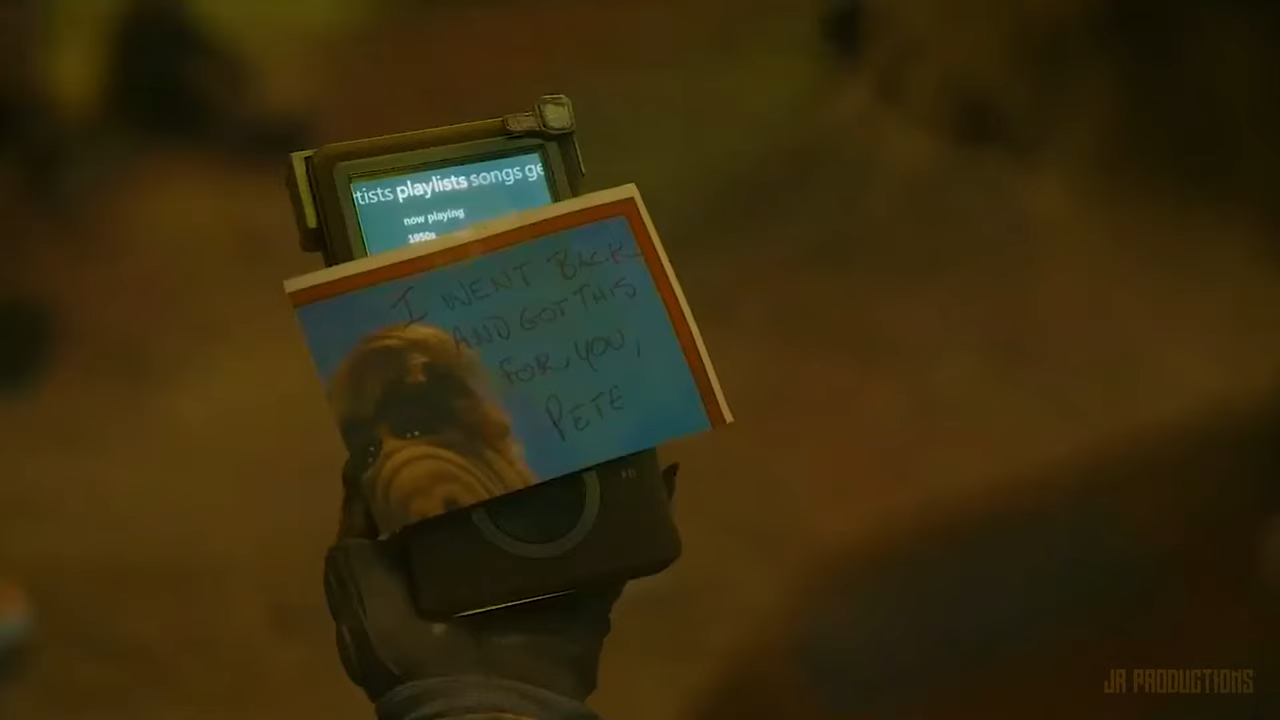 tists playlists songs ge
now playing
1950s
I WENT BACK
AND GOT THIS
FOR YOU,
PETE
JR PRODUCTIONS